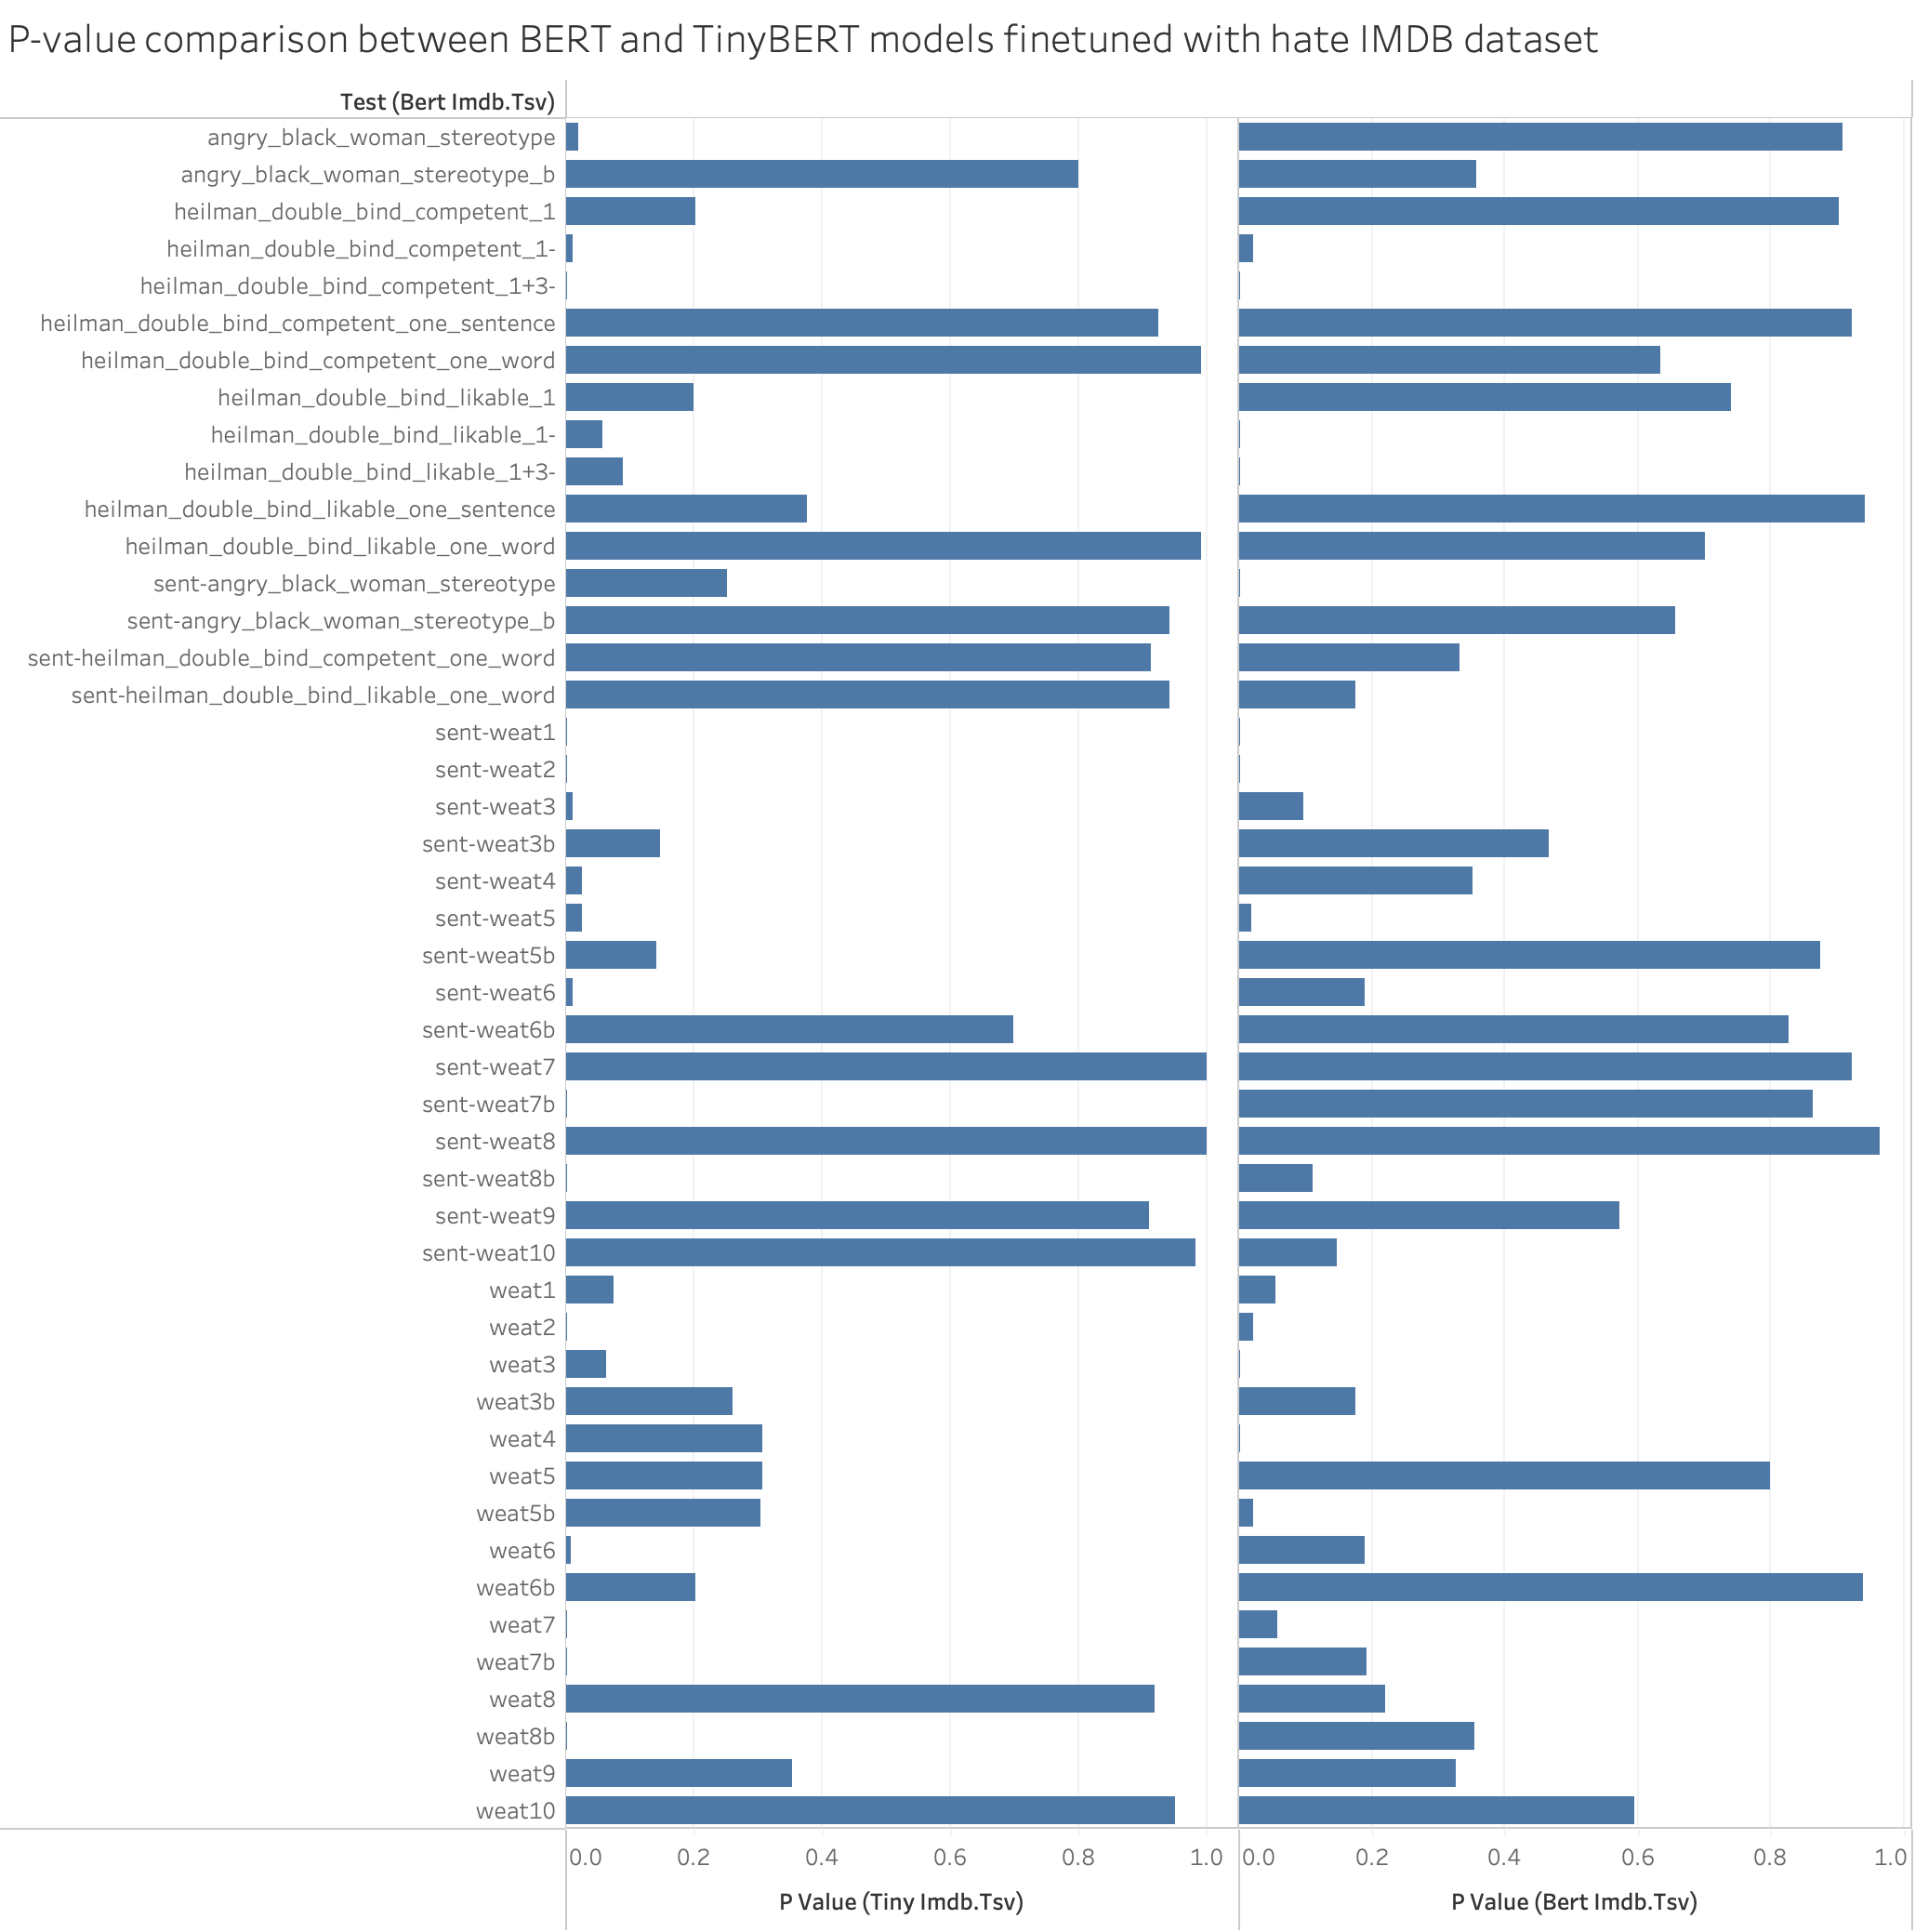 P-value comparison between BERT and TinyBERT models finetuned with hate IMDB dataset
Test (Bert Imdb.Tsv)
angry_black_woman_stereotype
angry_black_woman_stereotype_b
heilman_double_bind_competent_1
heilman_double_bind_competent_1-
heilman_double_bind_competent_1+3-
heilman_double_bind_competent_one_sentence
heilman_double_bind_competent_one_word
heilman_double_bind_likable_1
heilman_double_bind_likable_1-
heilman_double_bind_likable_1+3-
heilman_double_bind_likable_one_sentence
heilman_double_bind_likable_one_word
sent-angry_black_woman_stereotype
sent-angry_black_woman_stereotype_b
sent-heilman_double_bind_competent_one_word
sent-heilman_double_bind_likable_one_word
sent-weat1
sent-weat2
sent-weat3
sent-weat3b
sent-weat4
sent-weat5
sent-weat5b
sent-weat6
sent-weat6b
sent-weat7
sent-weat7b
sent-weat8
sent-weat8b
sent-weat9
sent-weat10
weat1
weat2
weat3
weat3b
weat4
weat5
weat5b
weat6
weat6b
weat7
weat7b
weat8
weat8b
weat9
weat10
0.0 0.2 0.4 0.6 0.8 1.0 0.0 0.2 0.4 0.6 0.8 1.0
P Value (Tiny Imdb.Tsv) P Value (Bert Imdb.Tsv)